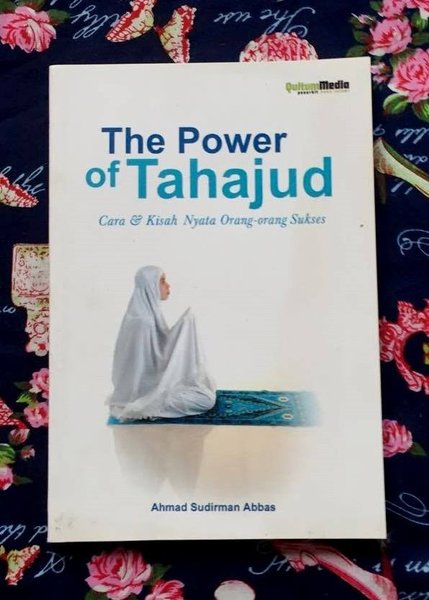 QultumMedia
The Power
of Tahajud
Cara & Kisah Nyata Orang-orang Sukses
Ahmad Sudirman Abbas